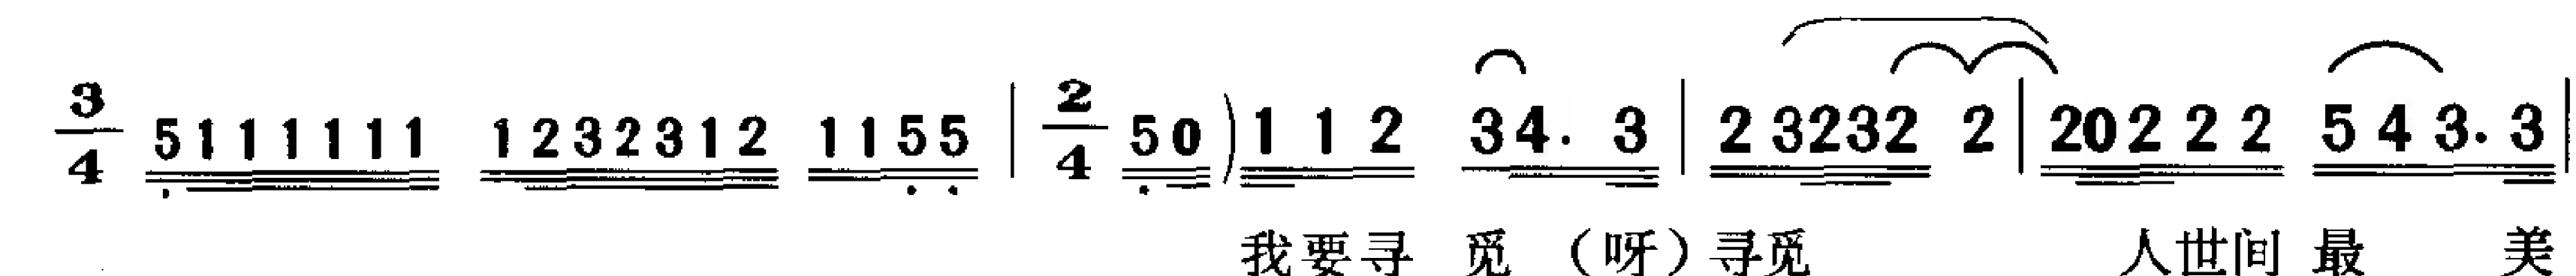 3/4 5111111 1232312 1155 | 2/4 50) 112 34. 3 | 23232 2 | 20222 543. 3 |
我要寻 觅 （呀）寻觅 人世间 最 美